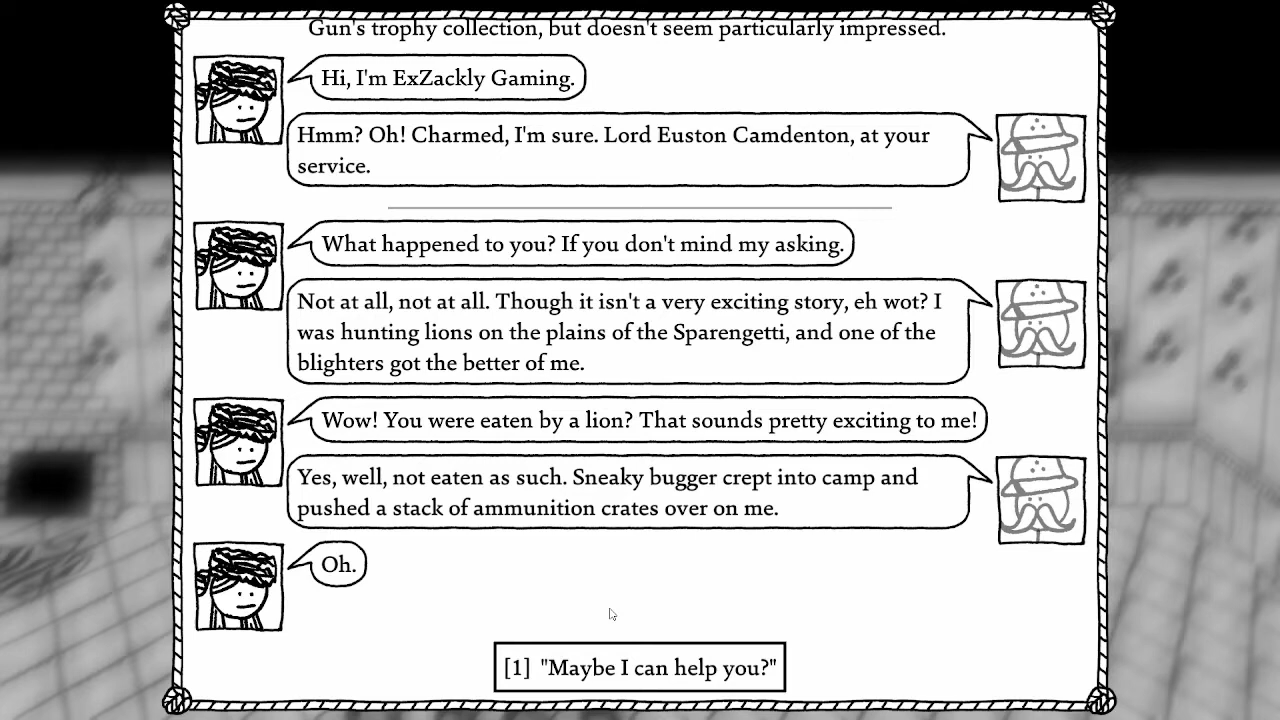 Gun's trophy collection, but doesn't seem particularly impressed.
Hi, I'm ExZackly Gaming.
Hmm? Oh! Charmed, I'm sure. Lord Euston Camdenton, at your
service.
What happened to you? If you don't mind my asking.
Not at all, not at all. Though it isn't a very exciting story, eh wot? I
was hunting lions on the plains of the Sparengetti, and one of the
blighters got the better of me.
Wow! You were eaten by a lion? That sounds pretty exciting to me!
Yes, well, not eaten as such. Sneaky bugger crept into camp and
pushed a stack of ammunition crates over on me.
Oh.
[1] "Maybe I can help you?"